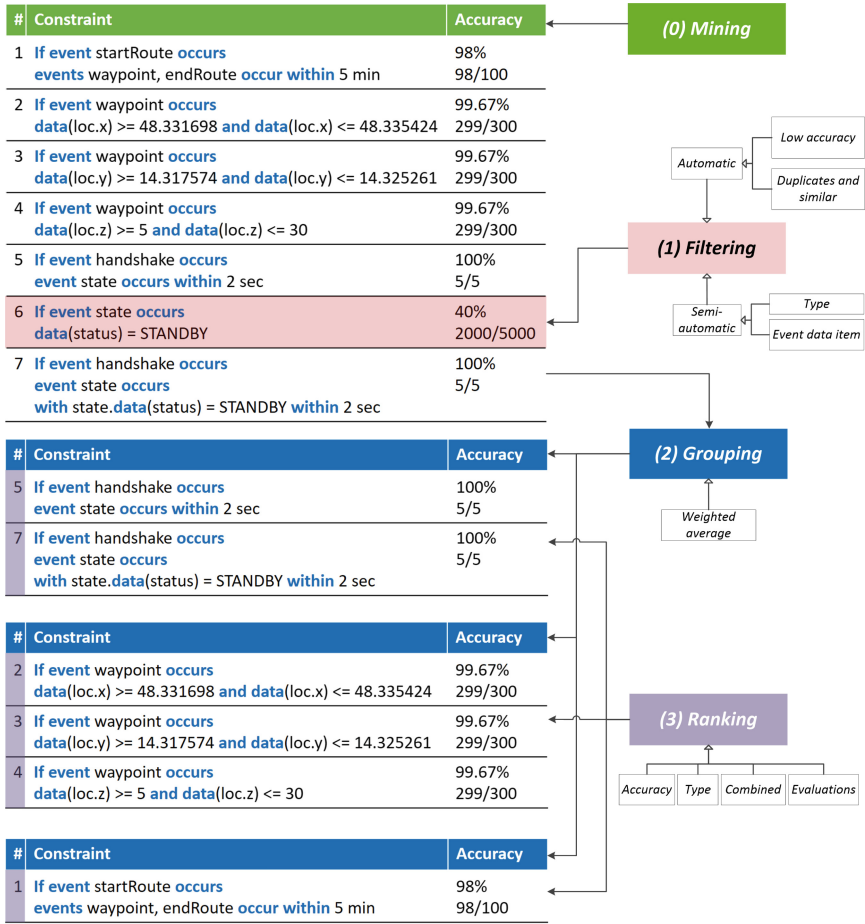 # Constraint Accuracy
(0) Mining
1 If event startRoute occurs 98%
events waypoint, endRoute occur within 5 min 98/100
2 If event waypoint occurs 99.67%
data(loc.x) >= 48.331698 and data(loc.x) <= 48.335424 299/300
3 If event waypoint occurs 99.67%
data(loc.y) >= 14.317574 and data(loc.y) <= 14.325261 299/300
4 If event waypoint occurs 99.67%
data(loc.z) >= 5 and data(loc.z) <= 30 299/300
5 If event handshake occurs 100%
event state occurs within 2 sec 5/5
6 If event state occurs 40%
data(status) = STANDBY 2000/5000
7 If event handshake occurs 100%
event state occurs 5/5
with state.data(status) = STANDBY within 2 sec
Low accuracy
Automatic
Duplicates and
similar
(1) Filtering
Semi-
automatic
Type
Event data item
# Constraint Accuracy
(2) Grouping
5 If event handshake occurs 100%
event state occurs within 2 sec 5/5
7 If event handshake occurs 100%
event state occurs 5/5
with state.data(status) = STANDBY within 2 sec
Weighted
average
# Constraint Accuracy
2 If event waypoint occurs 99.67%
data(loc.x) >= 48.331698 and data(loc.x) <= 48.335424 299/300
3 If event waypoint occurs 99.67%
data(loc.y) >= 14.317574 and data(loc.y) <= 14.325261 299/300
4 If event waypoint occurs 99.67%
data(loc.z) >= 5 and data(loc.z) <= 30 299/300
(3) Ranking
Accuracy Type Combined Evaluations
# Constraint Accuracy
1 If event startRoute occurs 98%
events waypoint, endRoute occur within 5 min 98/100